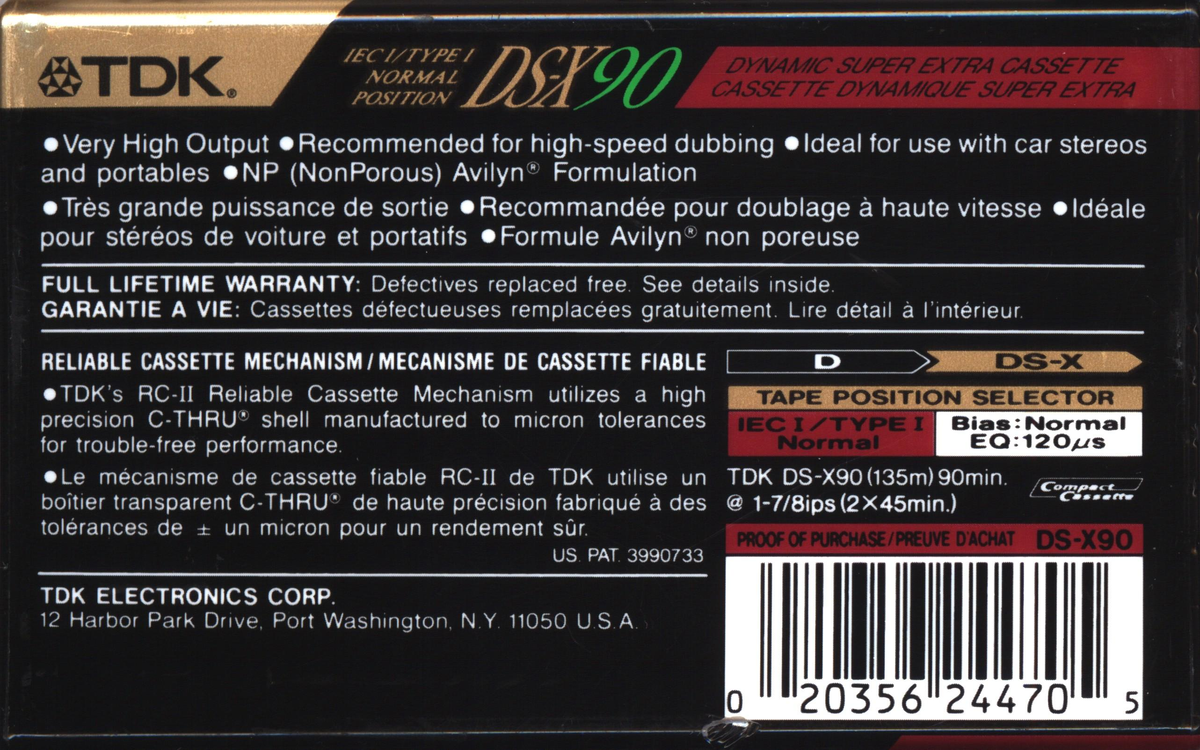 TDK®
IEC I/TYPE I
NORMAL
POSITION
DS-X90
DYNAMIC SUPER EXTRA CASSETTE
CASSETTE DYNAMIQUE SUPER EXTRA
●Very High Output ●Recommended for high-speed dubbing ●Ideal for use with car stereos
and portables ●NP (NonPorous) Avilyn® Formulation
●Très grande puissance de sortie ●Recommandée pour doublage à haute vitesse ●Idéale
pour stéréos de voiture et portatifs ●Formule Avilyn® non poreuse
FULL LIFETIME WARRANTY: Defectives replaced free. See details inside.
GARANTIE A VIE: Cassettes défectueuses remplacées gratuitement. Lire détail à l'intérieur.
RELIABLE CASSETTE MECHANISM/MECANISME DE CASSETTE FIABLE
●TDK's RC-II Reliable Cassette Mechanism utilizes a high
precision C-THRU® shell manufactured to micron tolerances
for trouble-free performance.
●Le mécanisme de cassette fiable RC-II de TDK utilise un
boîtier transparent C-THRU® de haute précision fabriqué à des
tolérances de ± un micron pour un rendement sûr.
US. PAT. 3990733
TDK ELECTRONICS CORP.
12 Harbor Park Drive, Port Washington, N.Y. 11050 U.S.A.
D DS-X
TAPE POSITION SELECTOR
IEC I/TYPE I
Normal
Bias:Normal
EQ:120μs
TDK DS-X90(135m)90min.
@ 1-7/8ips(2×45min.)
Compact
Cassette
PROOF OF PURCHASE/PREUVE D'ACHAT DS-X90
0 20356 24470 5